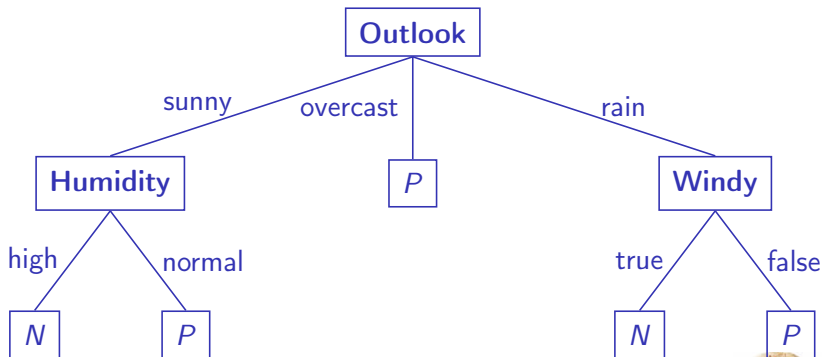 Outlook
sunny
overcast
rain
Humidity
P
Windy
high
normal
true
false
N
P
N
P